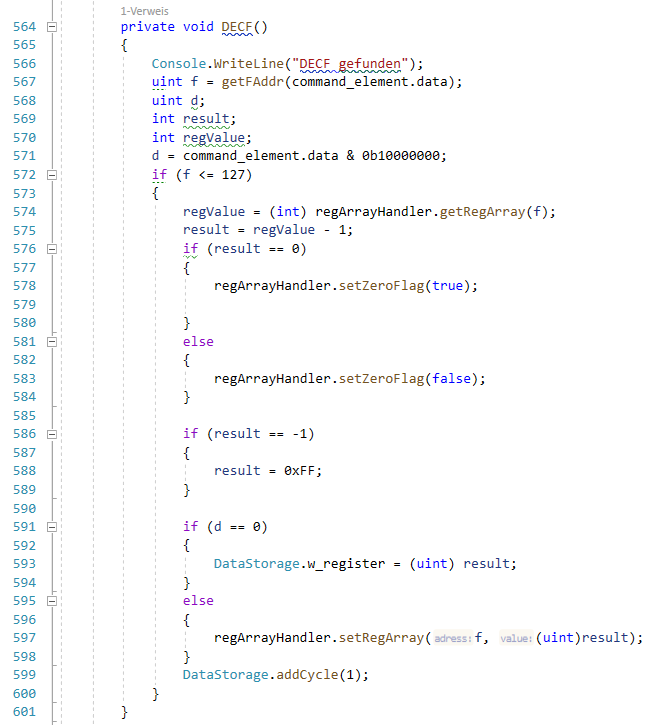 1-Verweis
564 private void DECF()
565 {
566 Console.WriteLine("DECF gefunden");
567 uint f = getFAddr(command_element.data);
568 uint d;
569 int result;
570 int regValue;
571 d = command_element.data & 0b10000000;
572 if (f <= 127)
573 {
574 regValue = (int) regArrayHandler.getRegArray(f);
575 result = regValue - 1;
576 if (result == 0)
577 {
578 regArrayHandler.setZeroFlag(true);
579
580 }
581 else
582 {
583 regArrayHandler.setZeroFlag(false);
584 }
585
586 if (result == -1)
587 {
588 result = 0xFF;
589 }
590
591 if (d == 0)
592 {
593 DataStorage.w_register = (uint) result;
594 }
595 else
596 {
597 regArrayHandler.setRegArray(adress: f, value: (uint)result);
598 }
599 DataStorage.addCycle(1);
600 }
601 }